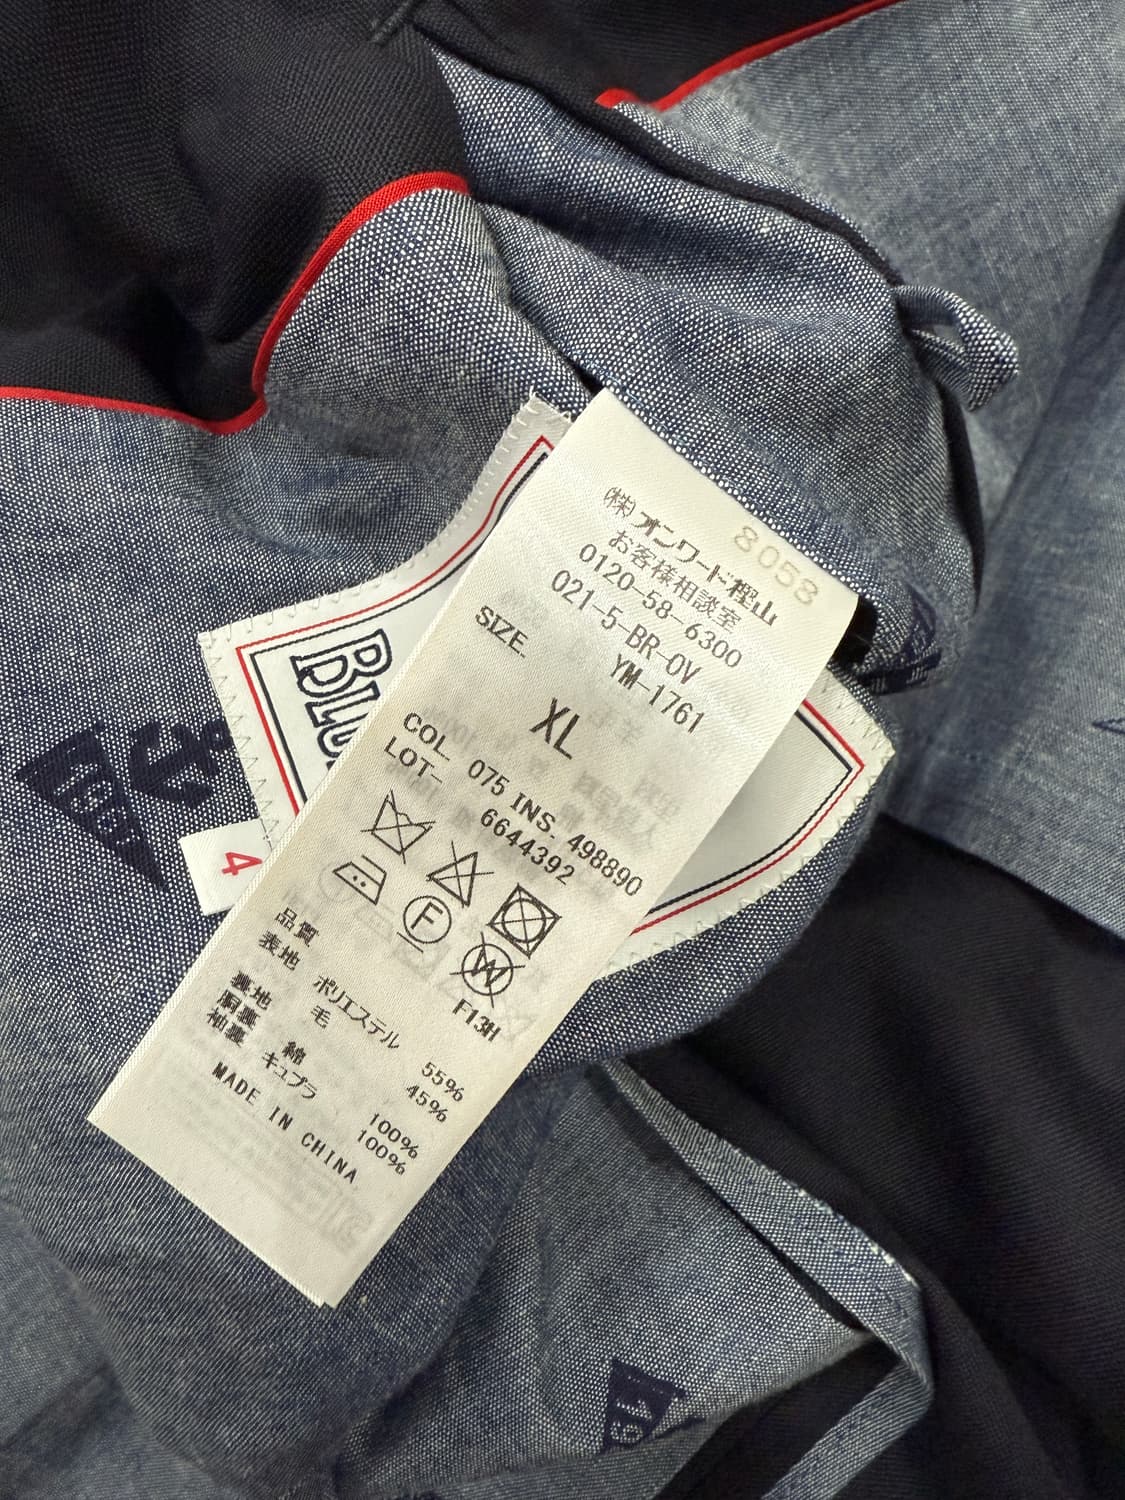 8058
㈱オンワード樫山
お客様相談室
0120-58-6300
021-5-BR-OV
YM-1761
SIZE.
XL
COL 075 INS. 498890
LOT- 6644392
F
W
F13H
品質
表地 ポリエステル 55%
毛 45%
裏地
胴裏 綿 100%
袖裏 キュプラ 100%
MADE IN CHINA
4
19